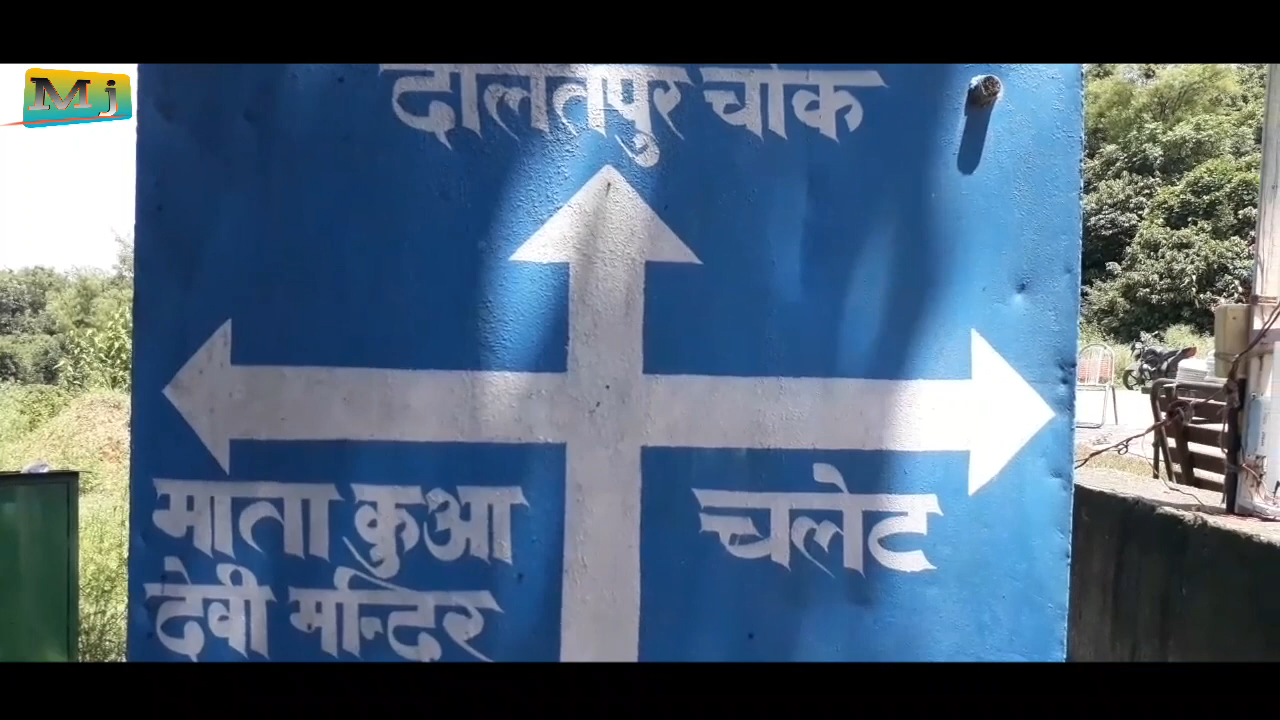 Mj
दौलतपुर चौक
माता कुआ
देवी मन्दिर
चलेट